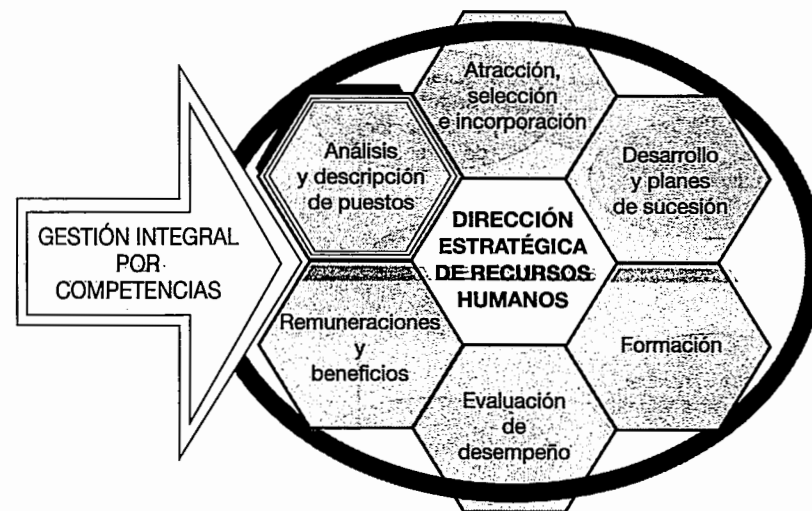 GESTIÓN INTEGRAL
POR
COMPETENCIAS
Análisis
y descripción
de puestos
Atracción,
selección
e incorporación
Desarrollo
y planes
de sucesión
DIRECCIÓN
ESTRATÉGICA
DE RECURSOS
HUMANOS
Remuneraciones
y
beneficios
Evaluación
de
desempeño
Formación